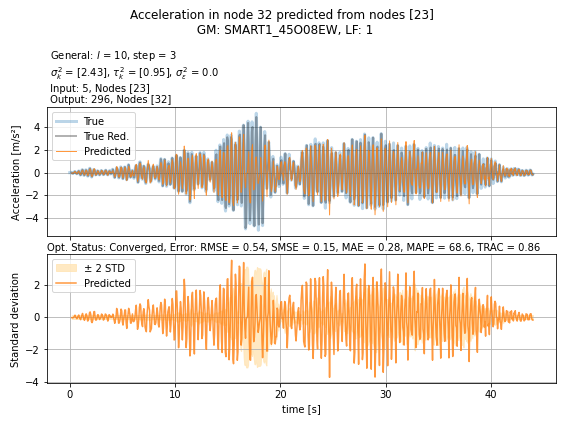 Acceleration in node 32 predicted from nodes [23]
GM: SMART1_45O08EW, LF: 1
General: l = 10, step = 3
σ²ₖ = [2.43], τ²ₖ = [0.95], σ²ε = 0.0
Input: 5, Nodes [23]
Output: 296, Nodes [32]
True
True Red.
Predicted
4
2
0
−2
−4
Acceleration [m/s²]
Opt. Status: Converged, Error: RMSE = 0.54, SMSE = 0.15, MAE = 0.28, MAPE = 68.6, TRAC = 0.86
± 2 STD
Predicted
2
0
−2
−4
Standard deviation
0 10 20 30 40
time [s]